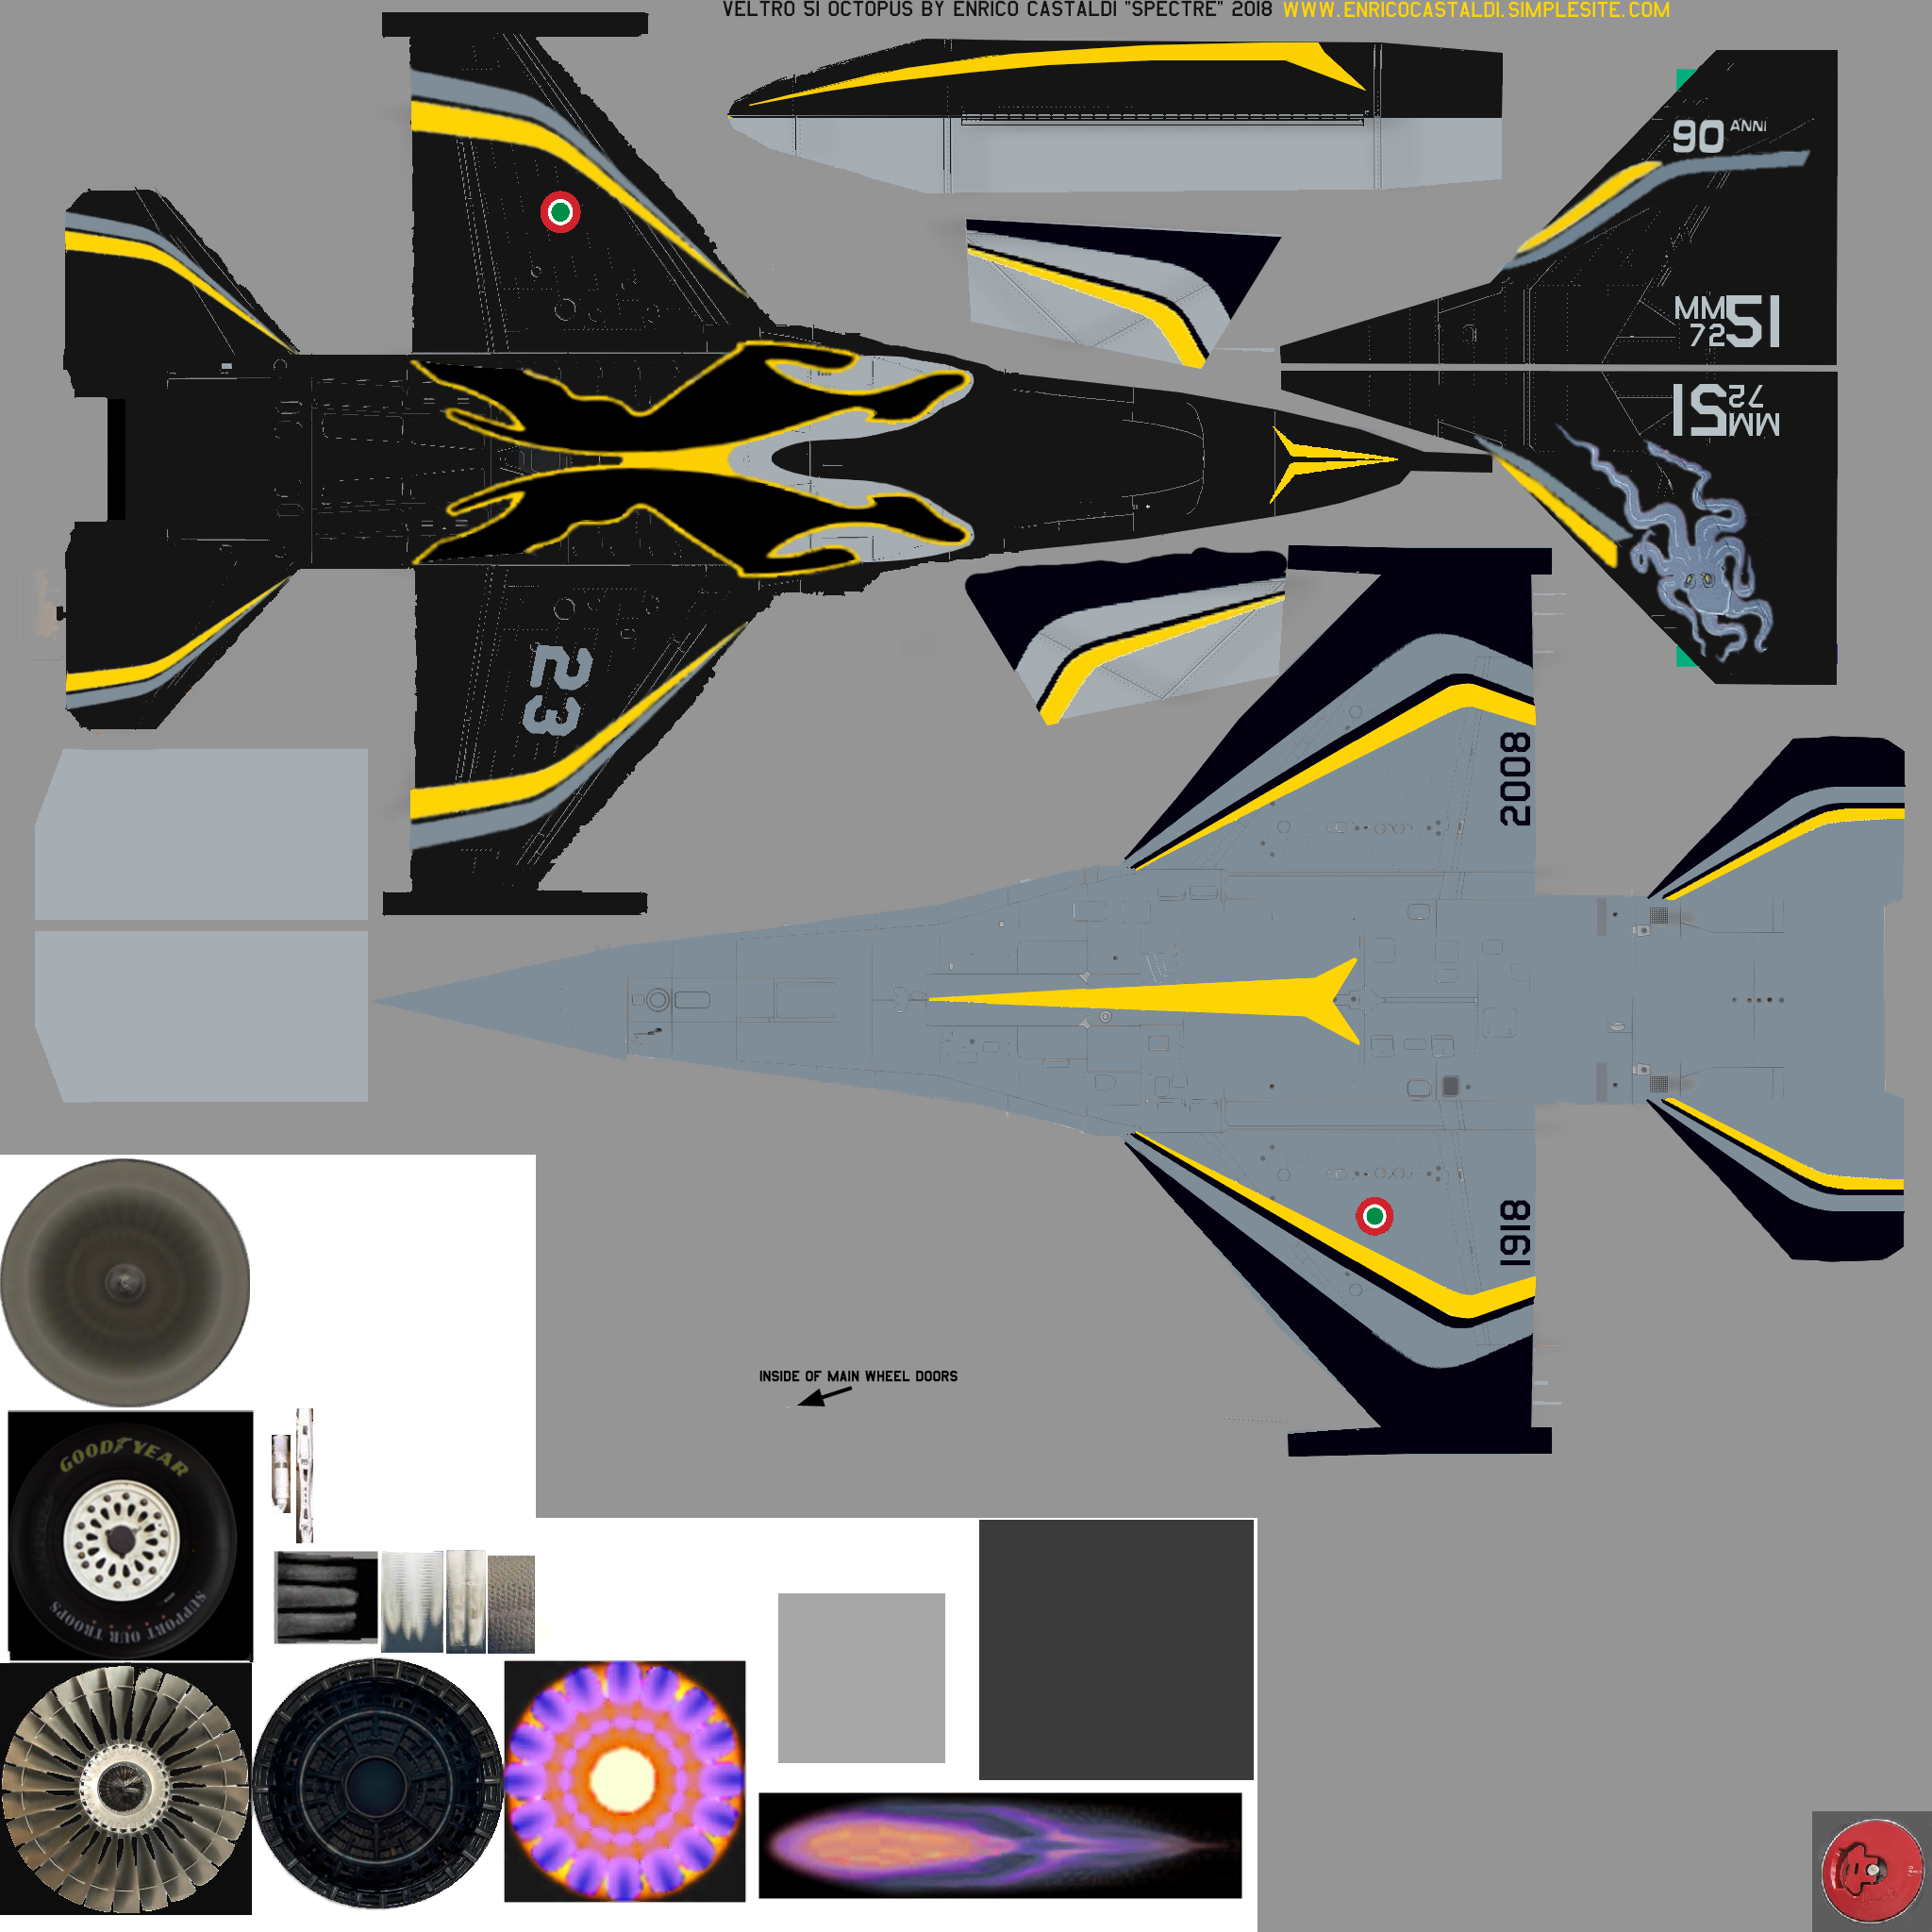 VELTRO 51 OCTOPUS BY ENRICO CASTALDI "SPECTRE" 2018 WWW.ENRICOCASTALDI.SIMPLESITE.COM
90 ANNI
MM
72
51
MM
72
51
23
2008
1918
INSIDE OF MAIN WHEEL DOORS
GOODYEAR
SUPPORT OUR TROOPS